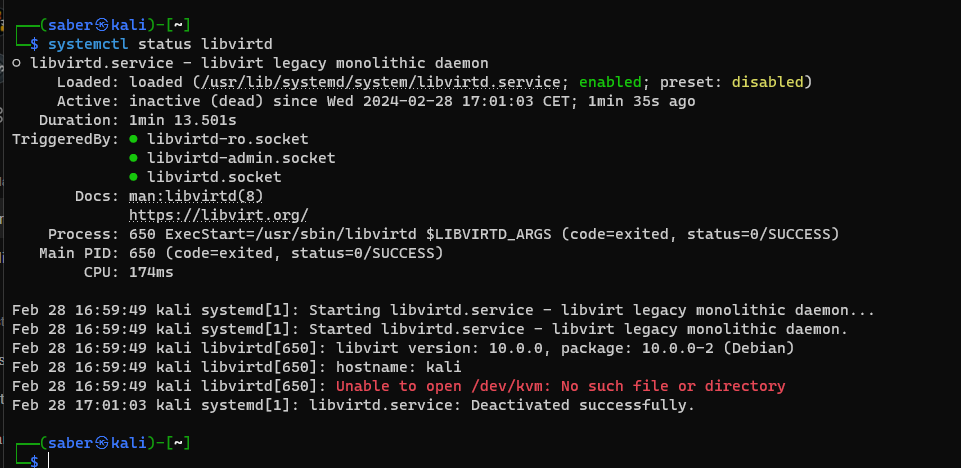 ┌──(saber㉿kali)-[~]
└─$ systemctl status libvirtd
○ libvirtd.service - libvirt legacy monolithic daemon
Loaded: loaded (/usr/lib/systemd/system/libvirtd.service; enabled; preset: disabled)
Active: inactive (dead) since Wed 2024-02-28 17:01:03 CET; 1min 35s ago
Duration: 1min 13.501s
TriggeredBy: ● libvirtd-ro.socket
● libvirtd-admin.socket
● libvirtd.socket
Docs: man:libvirtd(8)
https://libvirt.org/
Process: 650 ExecStart=/usr/sbin/libvirtd $LIBVIRTD_ARGS (code=exited, status=0/SUCCESS)
Main PID: 650 (code=exited, status=0/SUCCESS)
CPU: 174ms
Feb 28 16:59:49 kali systemd[1]: Starting libvirtd.service - libvirt legacy monolithic daemon...
Feb 28 16:59:49 kali systemd[1]: Started libvirtd.service - libvirt legacy monolithic daemon.
Feb 28 16:59:49 kali libvirtd[650]: libvirt version: 10.0.0, package: 10.0.0-2 (Debian)
Feb 28 16:59:49 kali libvirtd[650]: hostname: kali
Feb 28 16:59:49 kali libvirtd[650]: Unable to open /dev/kvm: No such file or directory
Feb 28 17:01:03 kali systemd[1]: libvirtd.service: Deactivated successfully.
┌──(saber㉿kali)-[~]
└─$